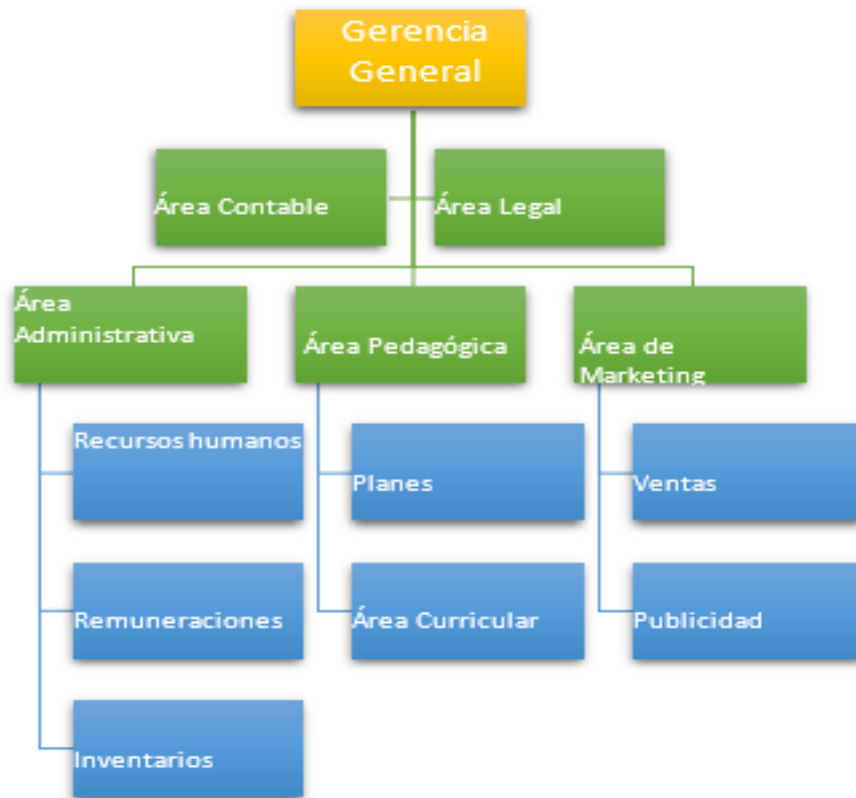 Gerencia
General
Área Contable
Área Legal
Área
Administrativa
Área Pedagógica
Área de
Marketing
Recursos humanos
Planes
Ventas
Remuneraciones
Área Curricular
Publicidad
Inventarios